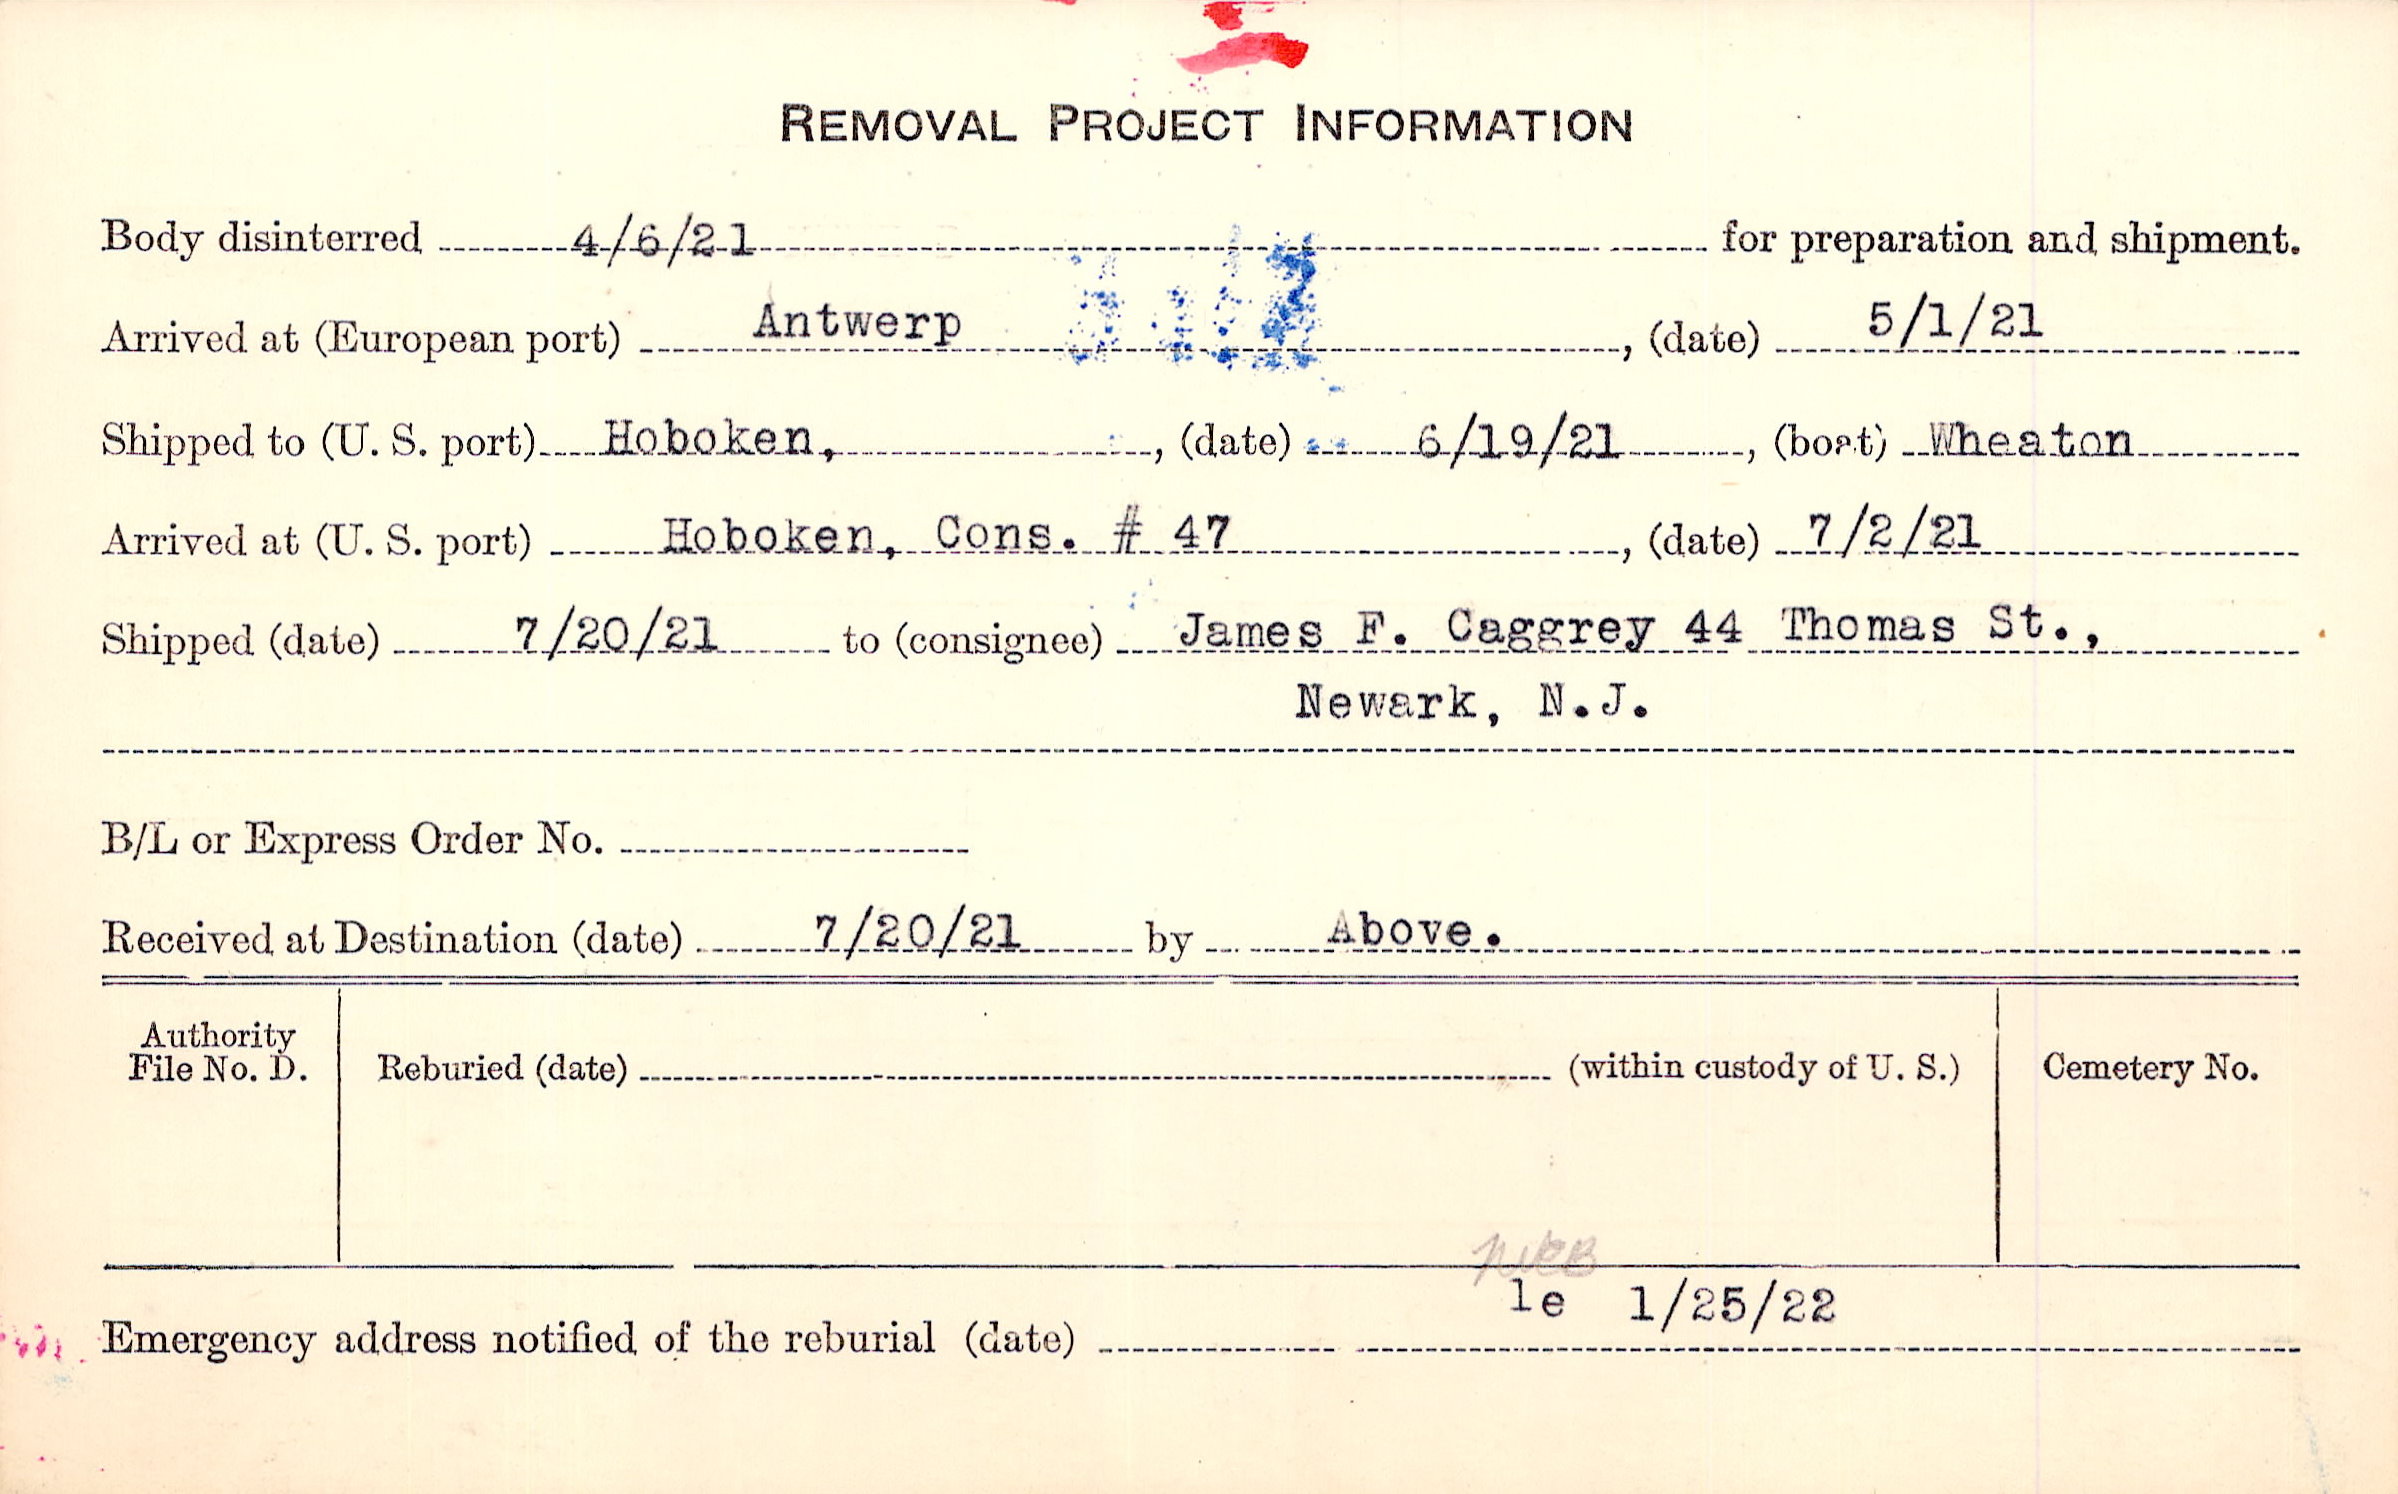 REMOVAL PROJECT INFORMATION
Body disinterred 4/6/21 for preparation and shipment.
Arrived at (European port) Antwerp, (date) 5/1/21
Shipped to (U. S. port) Hoboken, , (date) 6/19/21, (boat) Wheaton
Arrived at (U. S. port) Hoboken, Cons. # 47, (date) 7/2/21
Shipped (date) 7/20/21 to (consignee) James F. Caggrey 44 Thomas St.,
Newark, N.J.
B/L or Express Order No.
Received at Destination (date) 7/20/21 by Above.
Authority
File No. D. Reburied (date) (within custody of U. S.) Cemetery No.
le 1/25/22
Emergency address notified of the reburial (date)